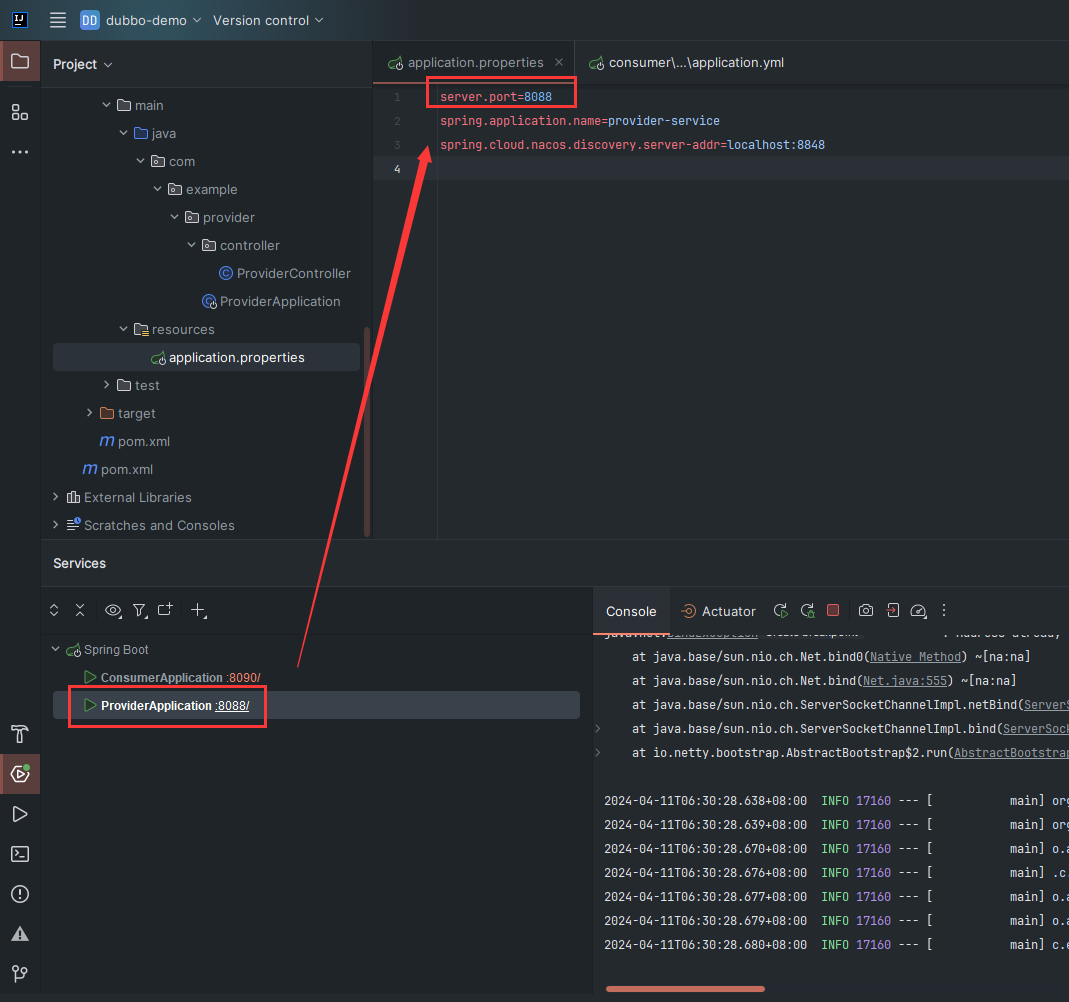 DD dubbo-demo Version control
Project
application.properties
consumer\...\application.yml
main
java
com
example
provider
controller
ProviderController
ProviderApplication
resources
application.properties
test
target
pom.xml
pom.xml
External Libraries
Scratches and Consoles
1 server.port=8088
2 spring.application.name=provider-service
3 spring.cloud.nacos.discovery.server-addr=localhost:8848
4
Services
Spring Boot
ConsumerApplication :8090/
ProviderApplication :8088/
Console Actuator
java.net.BindException : Address already
at java.base/sun.nio.ch.Net.bind0(Native Method) ~[na:na]
at java.base/sun.nio.ch.Net.bind(Net.java:555) ~[na:na]
at java.base/sun.nio.ch.ServerSocketChannelImpl.netBind(ServerS
at java.base/sun.nio.ch.ServerSocketChannelImpl.bind(ServerSock
at io.netty.bootstrap.AbstractBootstrap$2.run(AbstractBootstrap
2024-04-11T06:30:28.638+08:00 INFO 17160 --- [ main] org
2024-04-11T06:30:28.639+08:00 INFO 17160 --- [ main] org
2024-04-11T06:30:28.670+08:00 INFO 17160 --- [ main] o.a
2024-04-11T06:30:28.676+08:00 INFO 17160 --- [ main] .c.
2024-04-11T06:30:28.677+08:00 INFO 17160 --- [ main] o.a
2024-04-11T06:30:28.679+08:00 INFO 17160 --- [ main] o.a
2024-04-11T06:30:28.680+08:00 INFO 17160 --- [ main] c.e